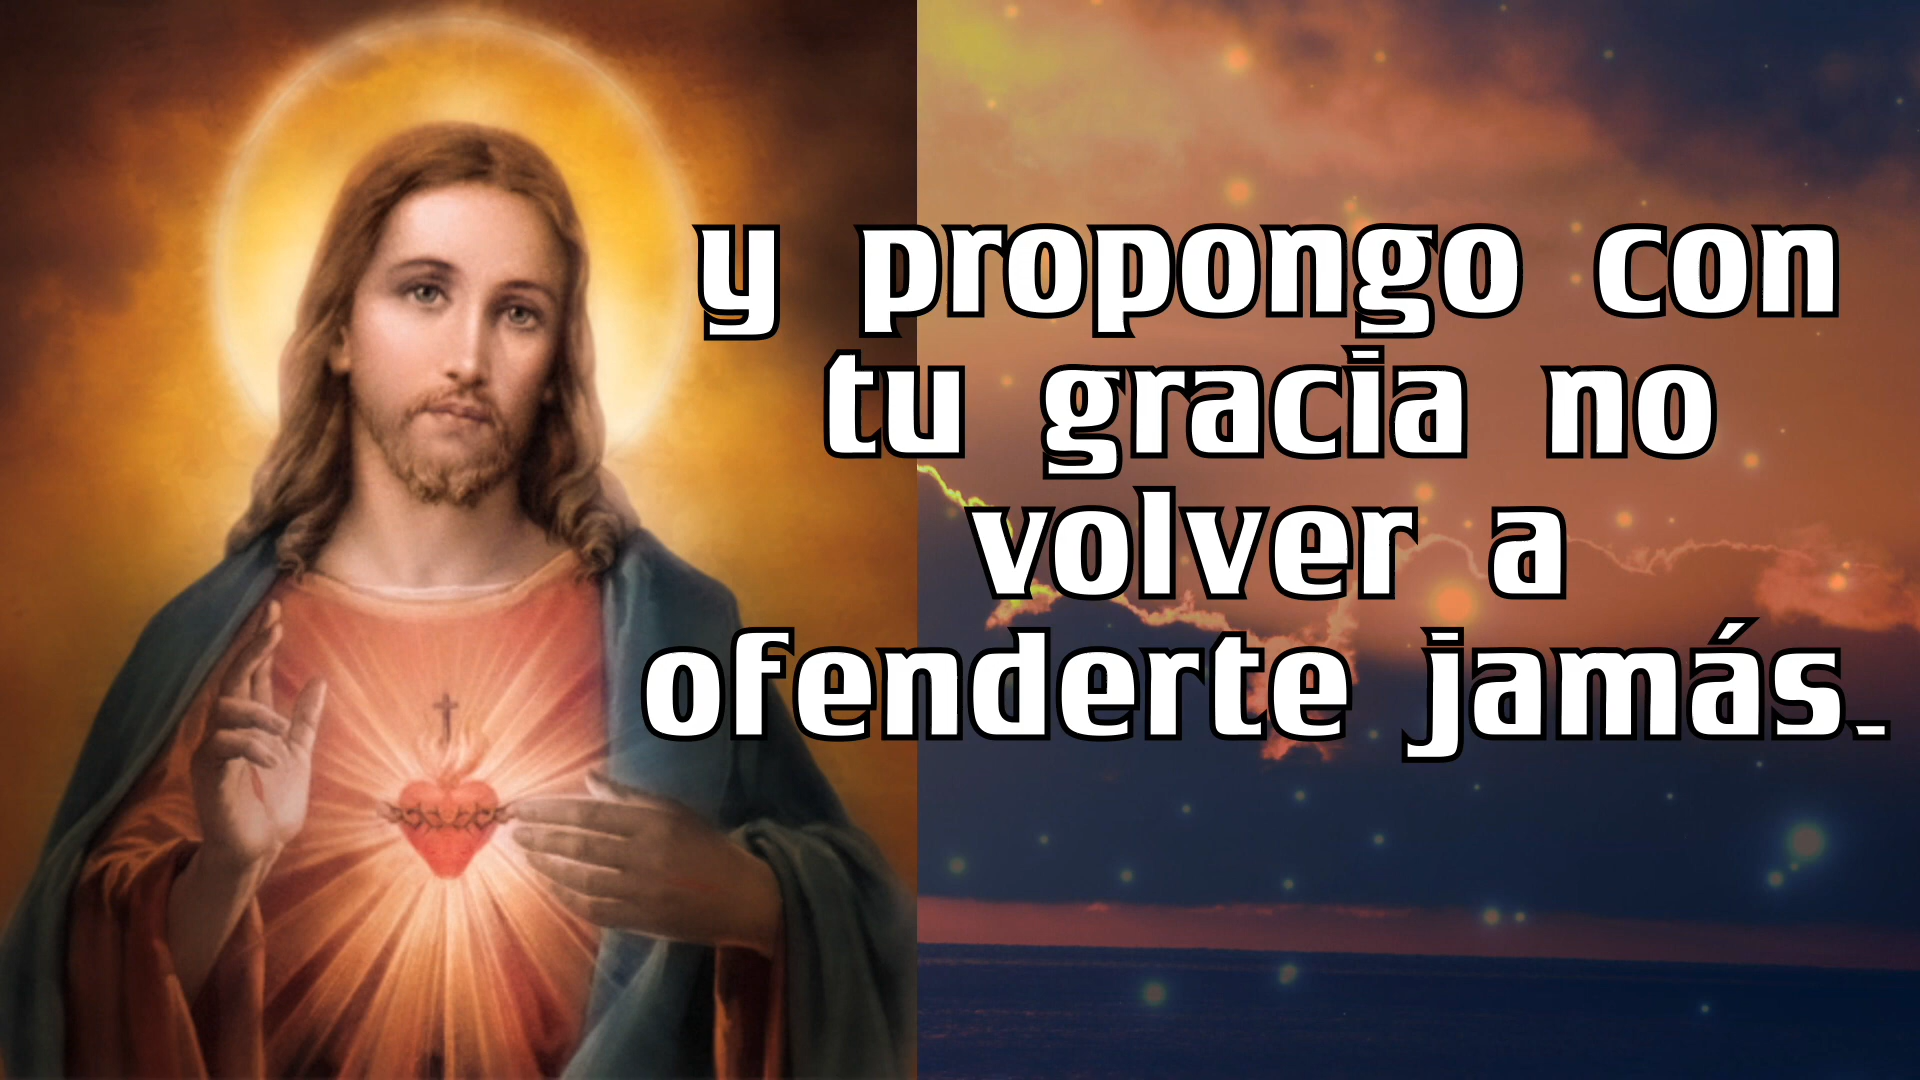 y propongo con
tu gracia no
volver a
ofenderte jamás.